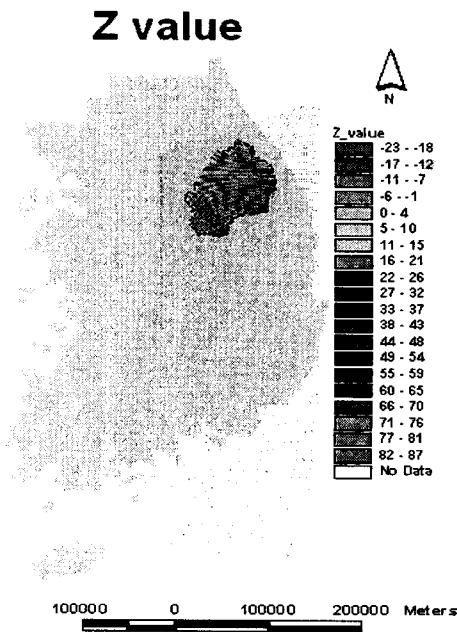 Z value
N
Z_value
-23 - -18
-17 - -12
-11 - -7
-6 - -1
0 - 4
5 - 10
11 - 15
16 - 21
22 - 26
27 - 32
33 - 37
38 - 43
44 - 48
49 - 54
55 - 59
60 - 65
66 - 70
71 - 76
77 - 81
82 - 87
No Data
100000 0 100000 200000 Meters